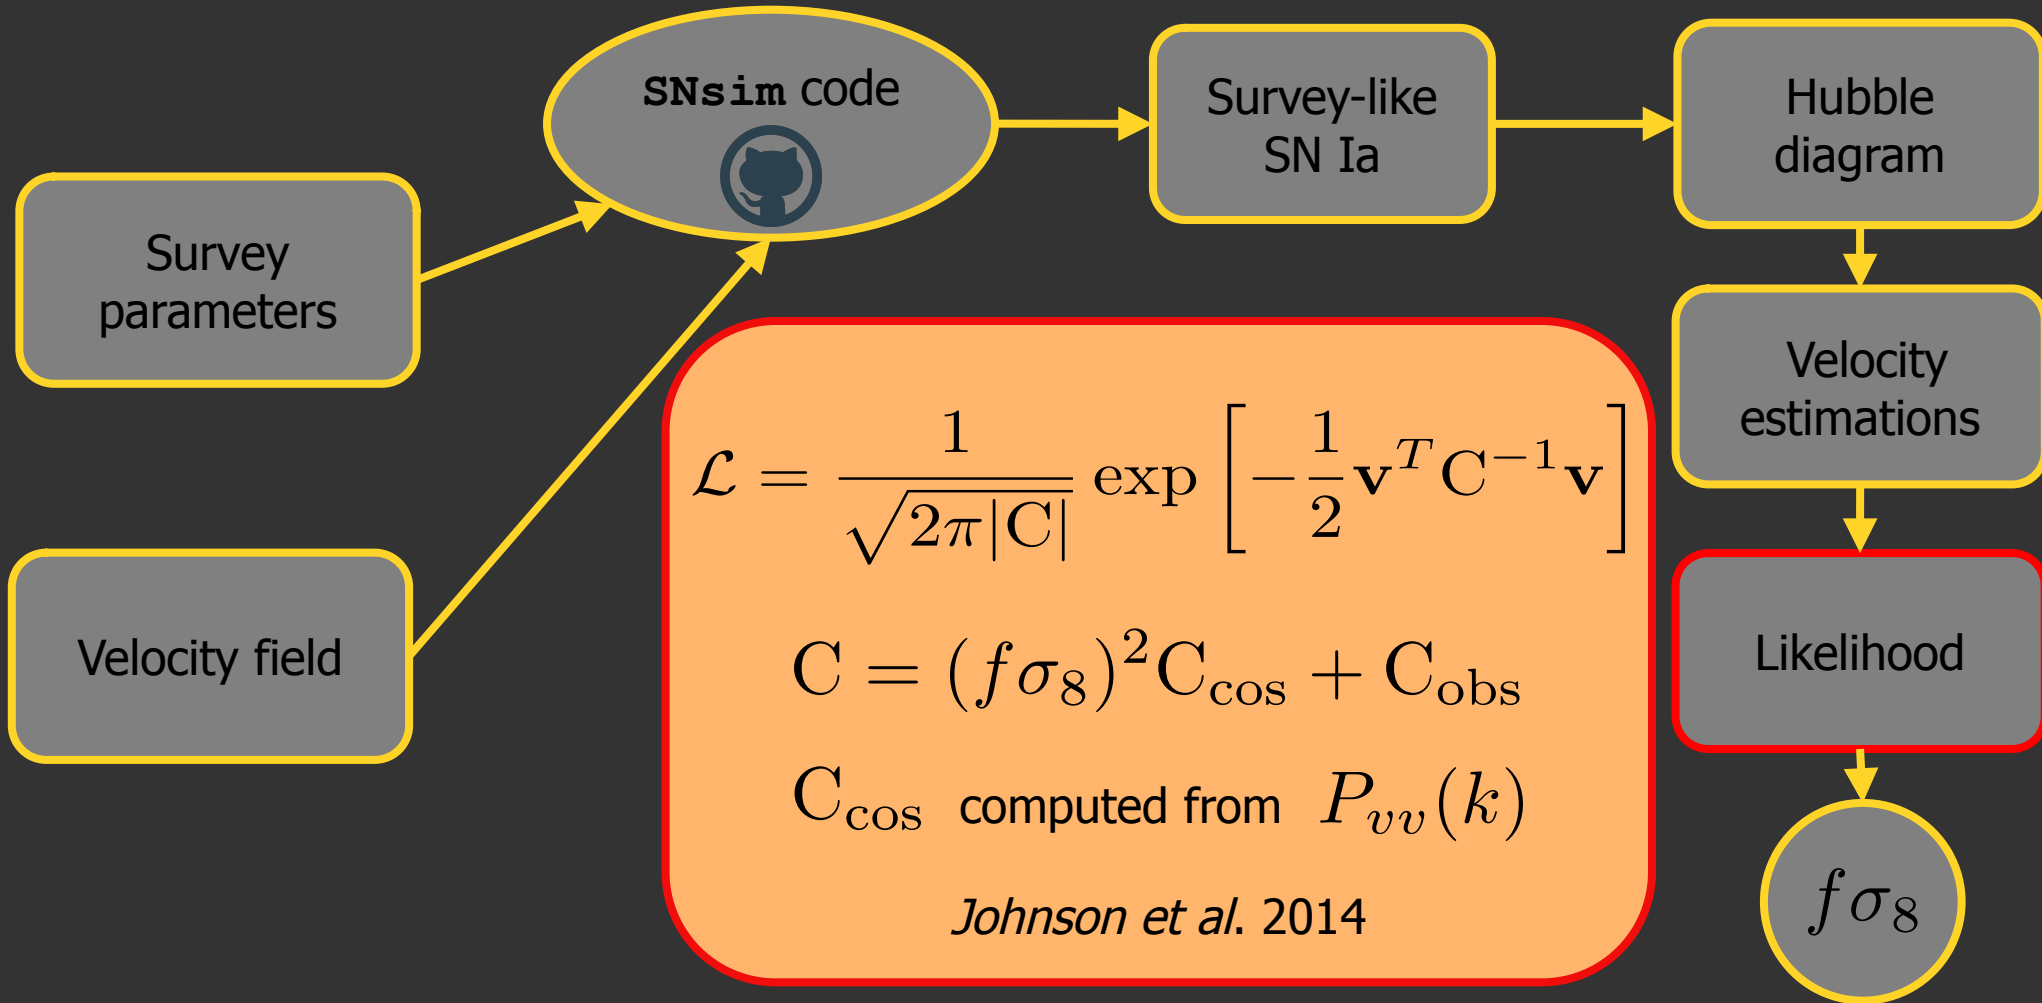 SNsim code
Survey-like
SN Ia
Hubble
diagram
Survey
parameters
Velocity
estimations
Velocity field
ℒ = 1/√(2π|C|) exp [−1/2 𝐯ᵀ C⁻¹ 𝐯]
C = (fσ₈)² C_cos + C_obs
C_cos computed from P_vv(k)
Johnson et al. 2014
Likelihood
fσ₈